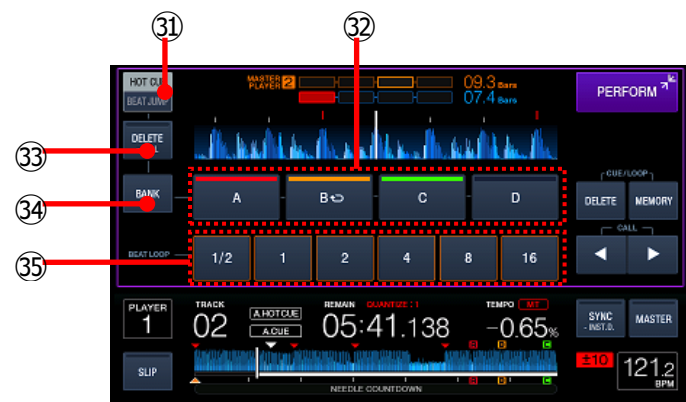 31 32
HOT CUE
BEAT JUMP
MASTER PLAYER 2
09.3 Bars
07.4 Bars
PERFORM
33
DELETE
34
BANK
A B C D
CUE/LOOP
DELETE MEMORY
CALL
35
BEAT LOOP
1/2 1 2 4 8 16
PLAYER
1
TRACK
02
A.HOTCUE
A.CUE
REMAIN QUANTIZE : 1
05:41.138
TEMPO MT
-0.65%
SYNC
- INST.D.
MASTER
A B C
SLIP
A B C
NEEDLE COUNTDOWN
±10
121.2
BPM